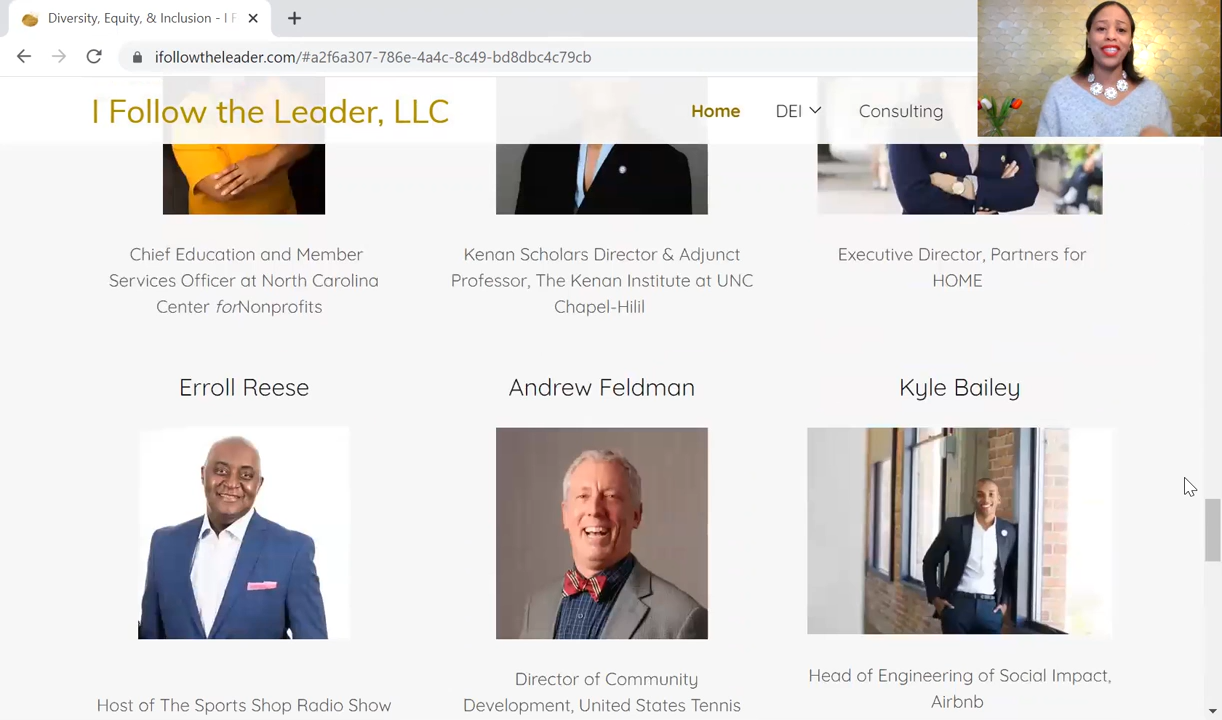 Diversity, Equity, & Inclusion - I F
ifollowtheleader.com/#a2f6a307-786e-4a4c-8c49-bd8dbc4c79cb
I Follow the Leader, LLC
Home DEI Consulting
Chief Education and Member
Services Officer at North Carolina
Center forNonprofits
Kenan Scholars Director & Adjunct
Professor, The Kenan Institute at UNC
Chapel-Hilil
Executive Director, Partners for
HOME
Erroll Reese
Andrew Feldman
Kyle Bailey
Host of The Sports Shop Radio Show
Director of Community
Development, United States Tennis
Head of Engineering of Social Impact,
Airbnb